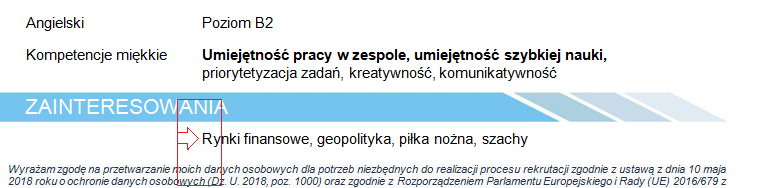 Angielski Poziom B2
Kompetencje miękkie Umiejętność pracy w zespole, umiejętność szybkiej nauki,
priorytetyzacja zadań, kreatywność, komunikatywność
ZAINTERESOWANIA
Rynki finansowe, geopolityka, piłka nożna, szachy
Wyrażam zgodę na przetwarzanie moich danych osobowych dla potrzeb niezbędnych do realizacji procesu rekrutacji zgodnie z ustawą z dnia 10 maja
2018 roku o ochronie danych osobowych (Dz. U. 2018, poz. 1000) oraz zgodnie z Rozporządzeniem Parlamentu Europejskiego i Rady (UE) 2016/679 z